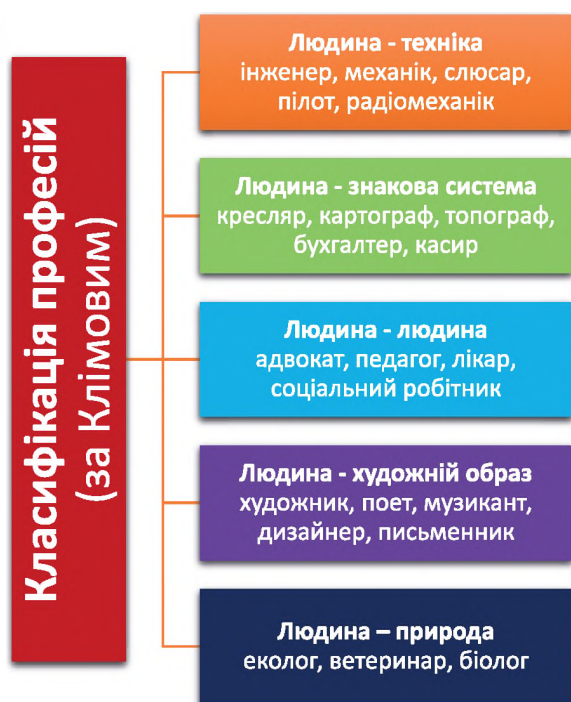 Класифікація професій
(за Клімовим)
Людина - техніка
інженер, механік, слюсар,
пілот, радіомеханік
Людина - знакова система
кресляр, картограф, топограф,
бухгалтер, касир
Людина - людина
адвокат, педагог, лікар,
соціальний робітник
Людина - художній образ
художник, поет, музикант,
дизайнер, письменник
Людина – природа
еколог, ветеринар, біолог